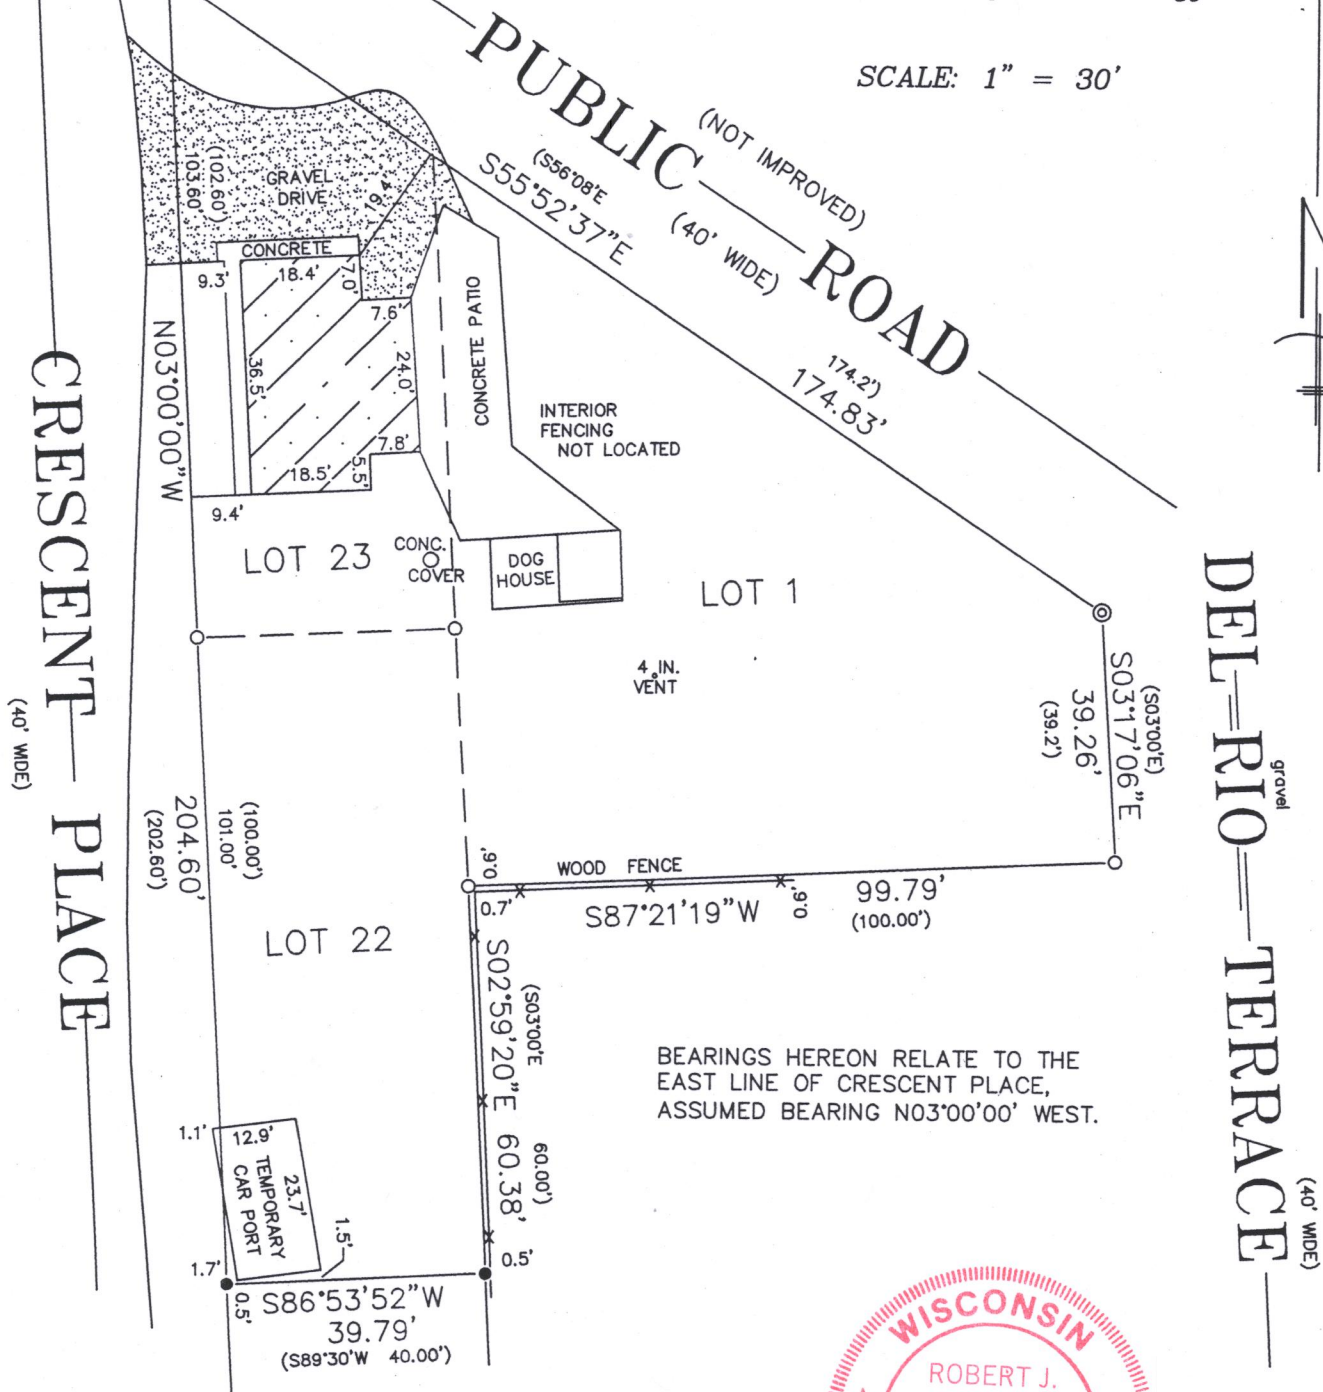 SCALE: 1" = 30'
PUBLIC ROAD
(NOT IMPROVED)
(40' WIDE)
(S56°08'E
S55°52'37"E
174.2')
174.83'
(102.60')
103.60'
GRAVEL
DRIVE
19.4'
CONCRETE
9.3'
18.4'
7.0'
7.6'
36.5'
24.0'
7.8'
5.5'
18.5'
9.4'
CONCRETE PATIO
INTERIOR
FENCING
NOT LOCATED
N03°00'00"W
CRESCENT PLACE
(40' WIDE)
LOT 23
CONC.
COVER
DOG
HOUSE
LOT 1
4 IN.
VENT
(S03°00'E)
S03°17'06"E
39.26'
(39.2')
DEL RIO TERRACE
gravel
(40' WIDE)
(100.00')
101.00'
204.60'
(202.60')
0.9'
WOOD FENCE
0.7'
S87°21'19"W
0.6'
99.79'
(100.00')
LOT 22
(S03°00'E
60.00')
S02°59'20"E 60.38'
BEARINGS HEREON RELATE TO THE
EAST LINE OF CRESCENT PLACE,
ASSUMED BEARING N03°00'00' WEST.
1.1'
12.9'
23.7'
TEMPORARY
CAR PORT
1.5'
1.7'
0.5'
0.5'
S86°53'52"W
39.79'
(S89°30'W 40.00')
WISCONSIN
ROBERT J.